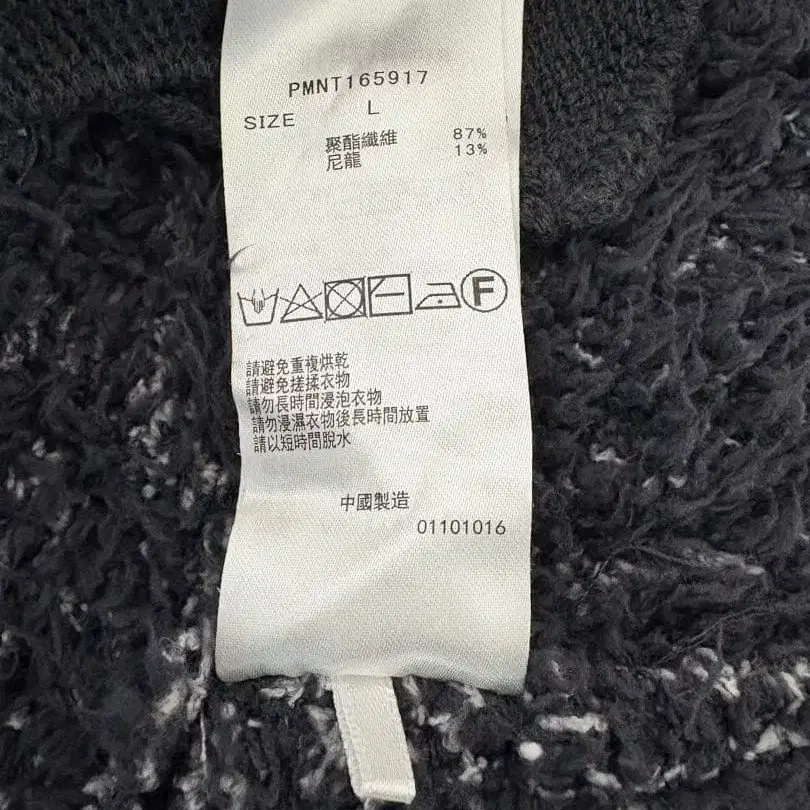 PMNT165917
SIZE L
聚酯纖維 87%
尼龍 13%
F
請避免重複烘乾
請避免搓揉衣物
請勿長時間浸泡衣物
請勿浸濕衣物後長時間放置
請以短時間脫水
中國製造
01101016